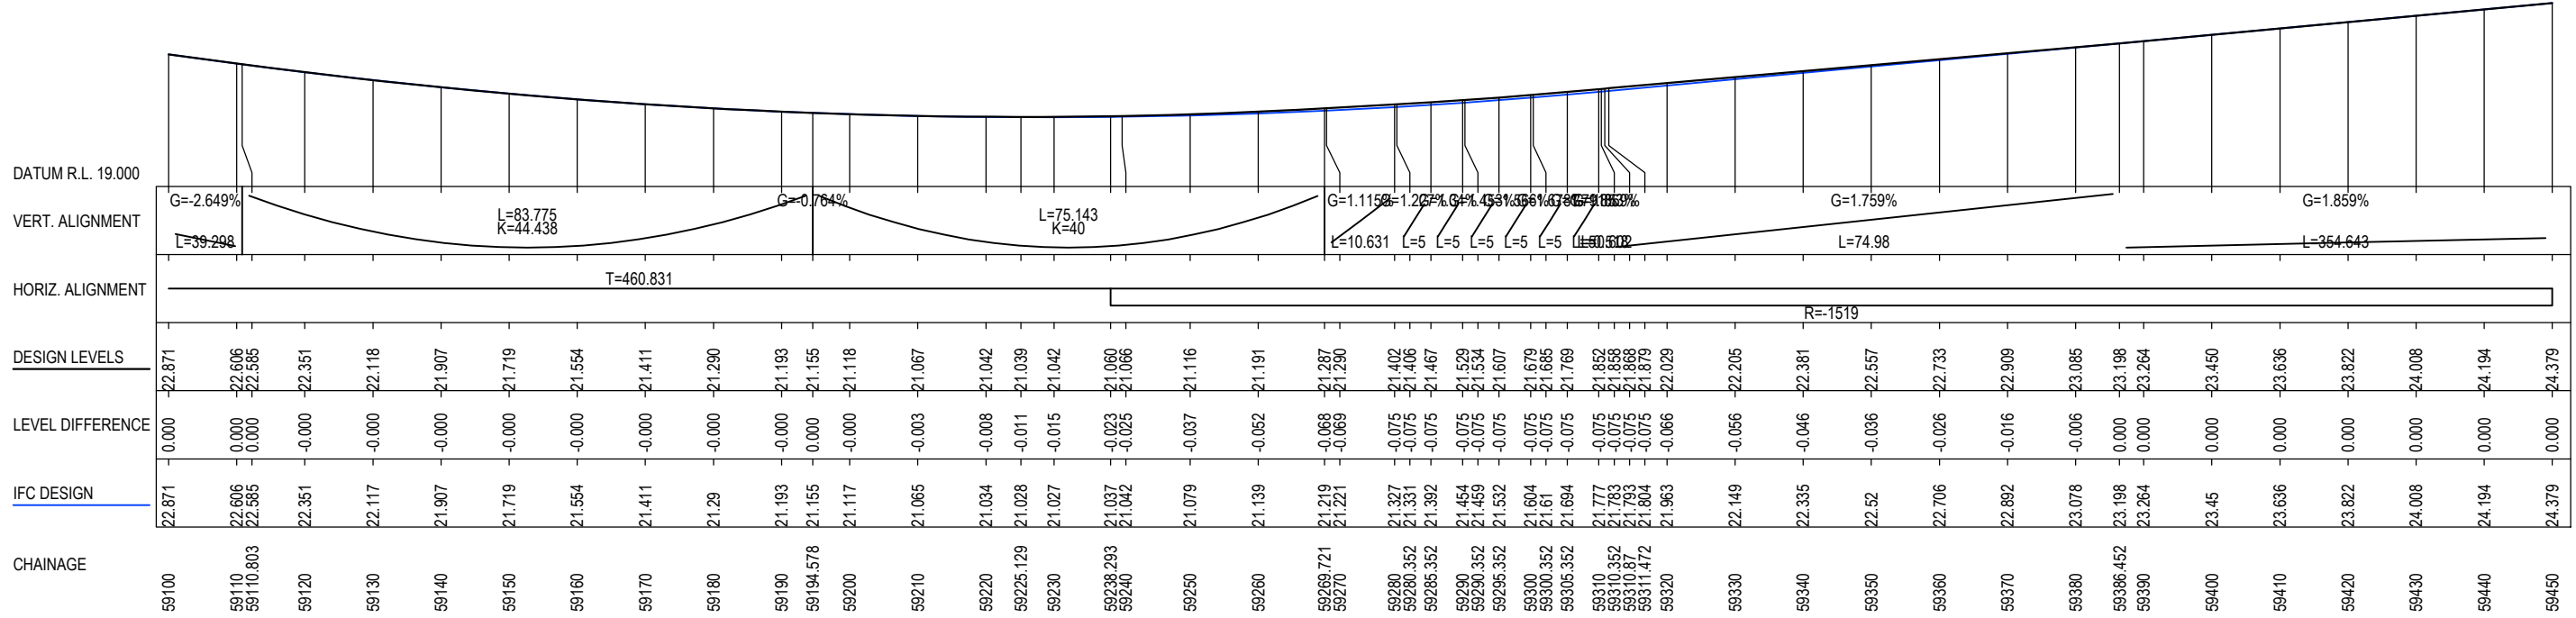 DATUM R.L. 19.000
VERT. ALIGNMENT
G=-2.649%
L=39.298
L=83.775
K=44.438
G=-0.764%
L=75.143
K=40
G=1.115%
L=10.631
L=5
L=5
L=5
L=5
L=5
G=1.759%
L=74.98
G=1.859%
L=354.643
HORIZ. ALIGNMENT
T=460.831
R=-1519
DESIGN LEVELS
22.871 22.606 22.585 22.351 22.118 21.907 21.719 21.554 21.411 21.290 21.193 21.155 21.118 21.067 21.042 21.039 21.042 21.060 21.066 21.116 21.191 21.287 21.290 21.402 21.406 21.467 21.529 21.534 21.607 21.679 21.685 21.769 21.852 21.858 21.868 21.879 22.029 22.205 22.381 22.557 22.733 22.909 23.085 23.198 23.264 23.450 23.636 23.822 24.008 24.194 24.379
LEVEL DIFFERENCE
0.000 0.000 0.000 -0.000 -0.000 -0.000 -0.000 -0.000 -0.000 -0.000 -0.000 0.000 -0.000 -0.003 -0.008 -0.011 -0.015 -0.023 -0.025 -0.037 -0.052 -0.068 -0.069 -0.075 -0.075 -0.075 -0.075 -0.075 -0.075 -0.075 -0.075 -0.075 -0.075 -0.075 -0.075 -0.075 -0.066 -0.056 -0.046 -0.036 -0.026 -0.016 -0.006 0.000 0.000 0.000 0.000 0.000 0.000 0.000 0.000
IFC DESIGN
22.871 22.606 22.585 22.351 22.117 21.907 21.719 21.554 21.411 21.29 21.193 21.155 21.117 21.065 21.034 21.028 21.027 21.037 21.042 21.079 21.139 21.219 21.221 21.327 21.331 21.392 21.454 21.459 21.532 21.604 21.61 21.694 21.777 21.783 21.793 21.804 21.963 22.149 22.335 22.52 22.706 22.892 23.078 23.198 23.264 23.45 23.636 23.822 24.008 24.194 24.379
CHAINAGE
59100 59110 59110.803 59120 59130 59140 59150 59160 59170 59180 59190 59194.578 59200 59210 59220 59225.129 59230 59238.293 59240 59250 59260 59269.721 59270 59280 59280.352 59285.352 59290 59290.352 59295.352 59300 59300.352 59305.352 59310 59310.352 59310.87 59311.472 59320 59330 59340 59350 59360 59370 59380 59386.452 59390 59400 59410 59420 59430 59440 59450